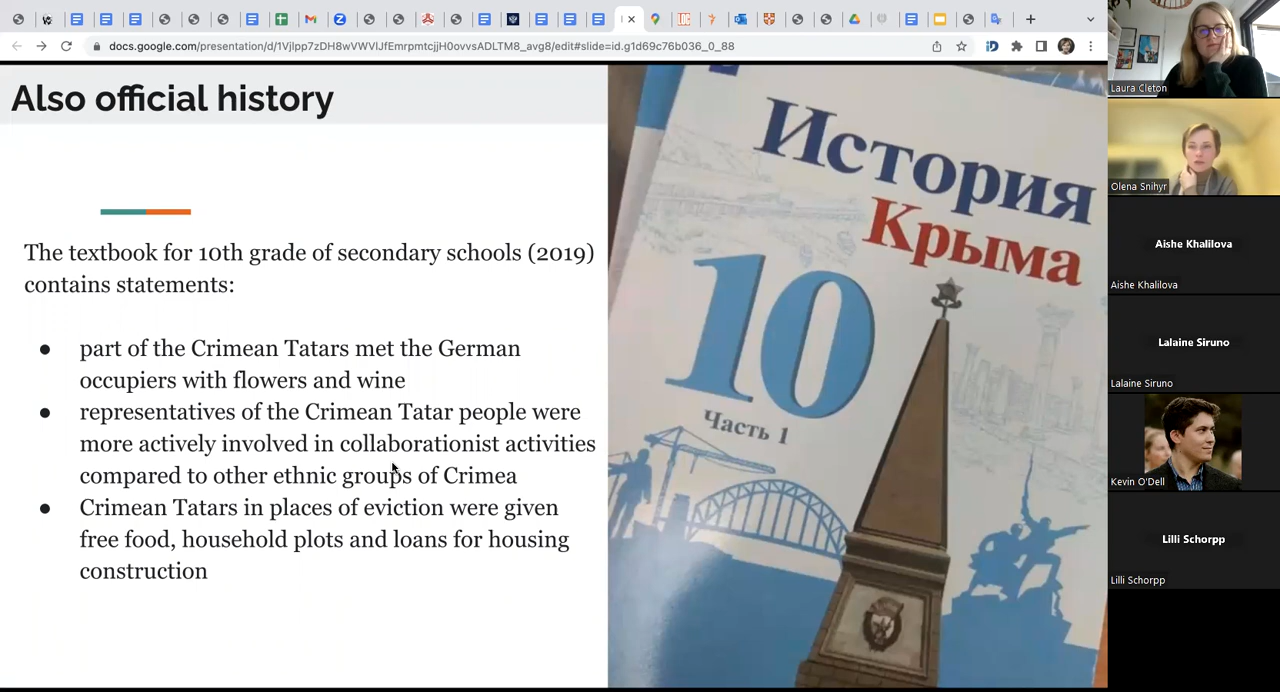 docs.google.com/presentation/d/1Vjlpp7zDH8wVWVlJfEmrpmtcjjH0ovvsADLTM8_avg8/edit#slide=id.g1d69c76b036_0_88
Also official history
The textbook for 10th grade of secondary schools (2019)
contains statements:
● part of the Crimean Tatars met the German
occupiers with flowers and wine
● representatives of the Crimean Tatar people were
more actively involved in collaborationist activities
compared to other ethnic groups of Crimea
● Crimean Tatars in places of eviction were given
free food, household plots and loans for housing
construction
История
Крыма
10
Часть 1
Laura Cleton
Olena Snihyr
Aishe Khalilova
Aishe Khalilova
Lalaine Siruno
Lalaine Siruno
Kevin O'Dell
Lilli Schorpp
Lilli Schorpp